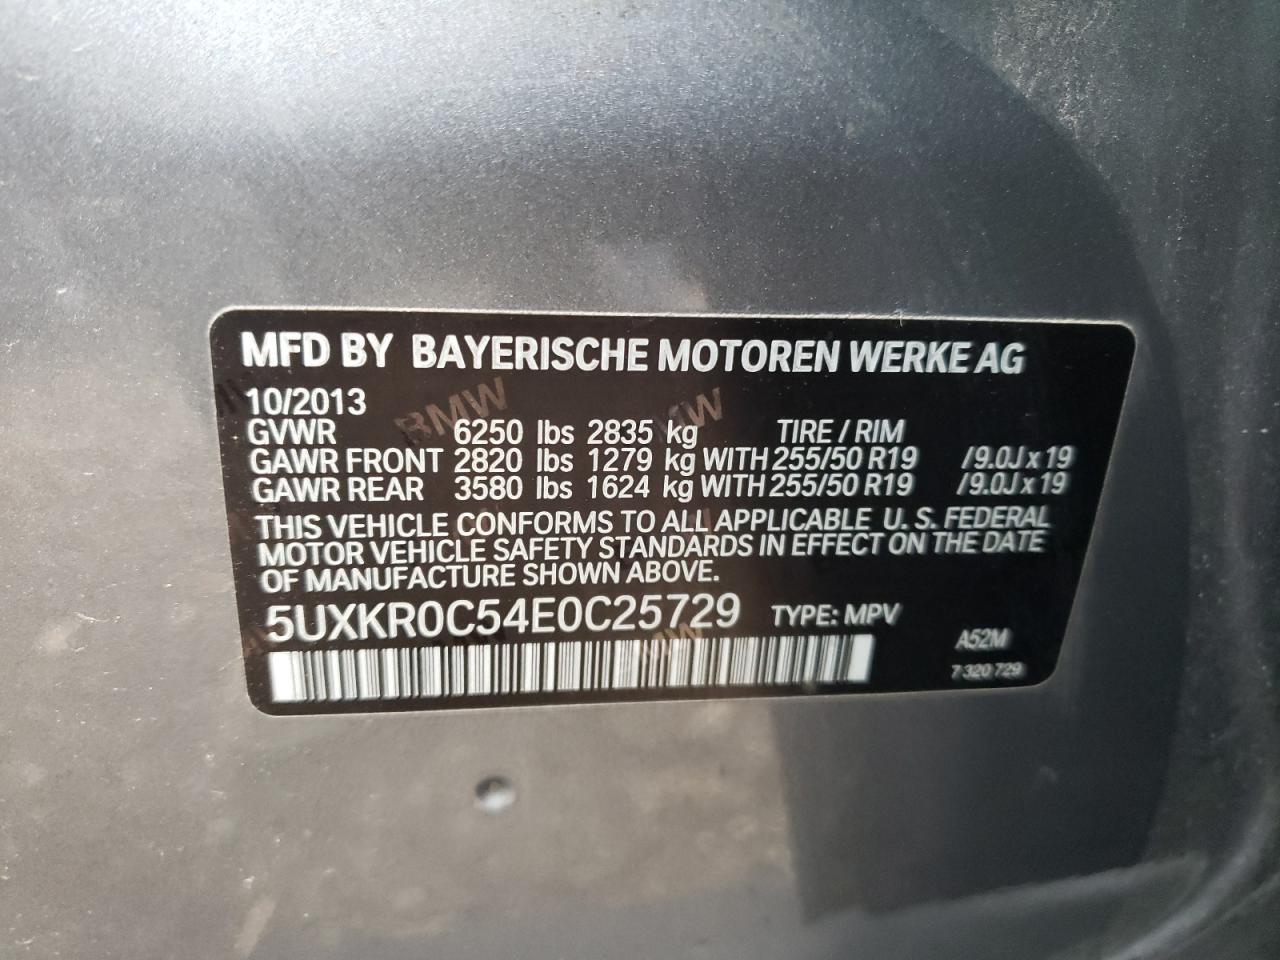 MFD BY BAYERISCHE MOTOREN WERKE AG
10/2013
GVWR 6250 lbs 2835 kg TIRE / RIM
GAWR FRONT 2820 lbs 1279 kg WITH 255/50 R19 /9.0J x 19
GAWR REAR 3580 lbs 1624 kg WITH 255/50 R19 /9.0J x 19
THIS VEHICLE CONFORMS TO ALL APPLICABLE U. S. FEDERAL
MOTOR VEHICLE SAFETY STANDARDS IN EFFECT ON THE DATE
OF MANUFACTURE SHOWN ABOVE.
5UXKR0C54E0C25729 TYPE: MPV
A52M
7 320 729
BMW
BMW